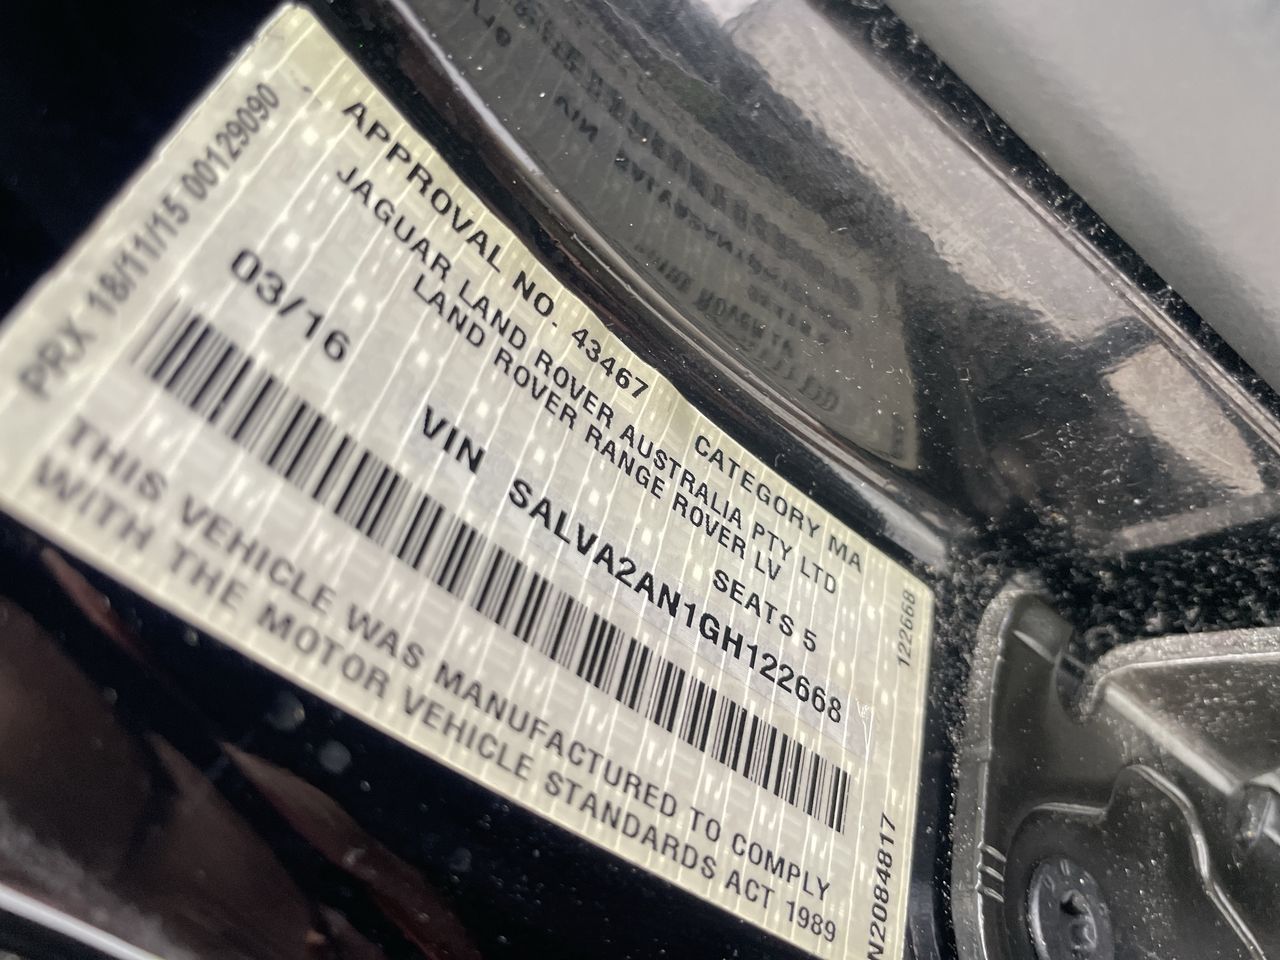 APPROVAL NO. 43467 CATEGORY MA
JAGUAR LAND ROVER AUSTRALIA PTY LTD
LAND ROVER RANGE ROVER LV
03/16 SEATS 5
VIN SALVA2AN1GH122668
THIS VEHICLE WAS MANUFACTURED TO COMPLY
WITH THE MOTOR VEHICLE STANDARDS ACT 1989
PRX 18/11/15 00129090
N2084817 122668